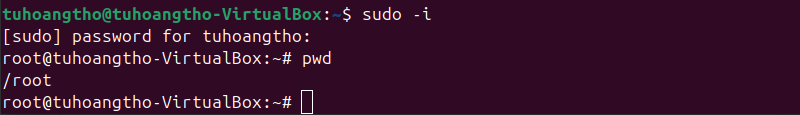 tuhoangtho@tuhoangtho-VirtualBox:~$ sudo -i
[sudo] password for tuhoangtho:
root@tuhoangtho-VirtualBox:~# pwd
/root
root@tuhoangtho-VirtualBox:~#